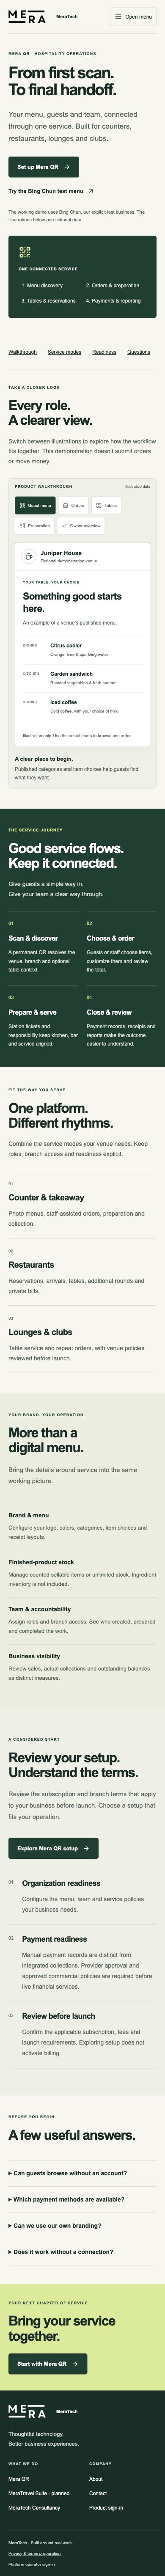 MERA
MeraTech
Open menu
MERA QR · HOSPITALITY OPERATIONS
From first scan.
To final handoff.
Your menu, guests and team, connected
through one service. Built for counters,
restaurants, lounges and clubs.
Set up Mera QR →
Try the Bing Chun test menu ↗
The working demo uses Bing Chun, our explicit test business. The
illustrations below use fictional data.
ONE CONNECTED SERVICE
1. Menu discovery
2. Orders & preparation
3. Tables & reservations
4. Payments & reporting
Walkthrough
Service modes
Readiness
Questions
TAKE A CLOSER LOOK
Every role.
A clearer view.
Switch between illustrations to explore how the workflow
fits together. This demonstration doesn't submit orders
or move money.
PRODUCT WALKTHROUGH
Illustrative data
Guest menu
Orders
Tables
Preparation
Owner overview
Juniper House
Fictional demonstration venue
YOUR TABLE, YOUR CHOICE
Something good starts
here.
An example of a venue's published menu.
DRINKS
Citrus cooler
Orange, lime & sparkling water
KITCHEN
Garden sandwich
Roasted vegetables & herb spread
DRINKS
Iced coffee
Cold coffee, with your choice of milk
Illustration only. Use the actual demo to browse and order.
A clear place to begin.
Published categories and item choices help guests find
what they want.
THE SERVICE JOURNEY
Good service flows.
Keep it connected.
Give guests a simple way in.
Give your team a clear way through.
01
Scan & discover
A permanent QR resolves the
venue, branch and optional
table context.
02
Choose & order
Guests or staff choose items,
customize them and review
the total.
03
Prepare & serve
Station tickets and
responsibility keep kitchen, bar
and service aligned.
04
Close & review
Payment records, receipts and
reports make the outcome
easier to understand.
FIT THE WAY YOU SERVE
One platform.
Different rhythms.
Combine the service modes your venue needs. Keep
roles, branch access and readiness explicit.
01
Counter & takeaway
Photo menus, staff-assisted orders, preparation and
collection.
02
Restaurants
Reservations, arrivals, tables, additional rounds and
private bills.
03
Lounges & clubs
Table service and repeat orders, with venue policies
reviewed before launch.
YOUR BRAND. YOUR OPERATION.
More than a
digital menu.
Bring the details around service into the same
working picture.
Brand & menu
Configure your logo, colors, categories, item choices and
receipt layouts.
Finished-product stock
Manage counted sellable items or unlimited stock. Ingredient
inventory is not included.
Team & accountability
Assign roles and branch access. See who created, prepared
and completed the work.
Business visibility
Review sales, actual collections and outstanding balances
as distinct measures.
A CONSIDERED START
Review your setup.
Understand the terms.
Review the subscription and branch terms that apply
to your business before launch. Choose a setup that
fits your operation.
Explore Mera QR setup →
01
Organization readiness
Configure the menu, team and service policies
your business needs.
02
Payment readiness
Manual payment records are distinct from
integrated collections. Provider approval and
approved commercial policies are required before
live financial services.
03
Review before launch
Confirm the applicable subscription, fees and
launch requirements. Exploring setup does not
activate billing.
BEFORE YOU BEGIN
A few useful answers.
▶ Can guests browse without an account?
▶ Which payment methods are available?
▶ Can we use our own branding?
▶ Does it work without a connection?
YOUR NEXT CHAPTER OF SERVICE
Bring your service
together.
Start with Mera QR →
MERA
MeraTech
Thoughtful technology.
Better business experiences.
WHAT WE DO
Mera QR
MeraTravel Suite · planned
MeraTech Consultancy
COMPANY
About
Contact
Product sign-in
MeraTech · Built around real work.
Privacy & terms preparation
Platform operator sign-in